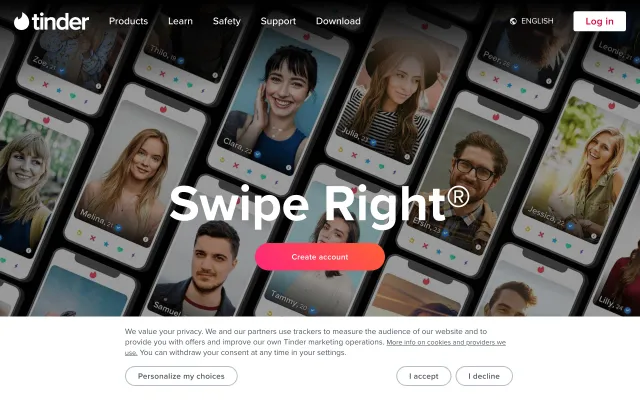 tinder Products Learn Safety Support Download ENGLISH Log in
Zoe, 21
Thilo, 19
Peer,
Leonie, 21
Clara, 22
Julia, 23
Melina, 21
Ersin, 23
Jessica, 22
Swipe Right®
Create account
Samuel
Tammy, 20
Lilly, 24
We value your privacy. We and our partners use trackers to measure the audience of our website and to
provide you with offers and improve our own Tinder marketing operations. More info on cookies and providers we
use. You can withdraw your consent at any time in your settings.
Personalize my choices I accept I decline